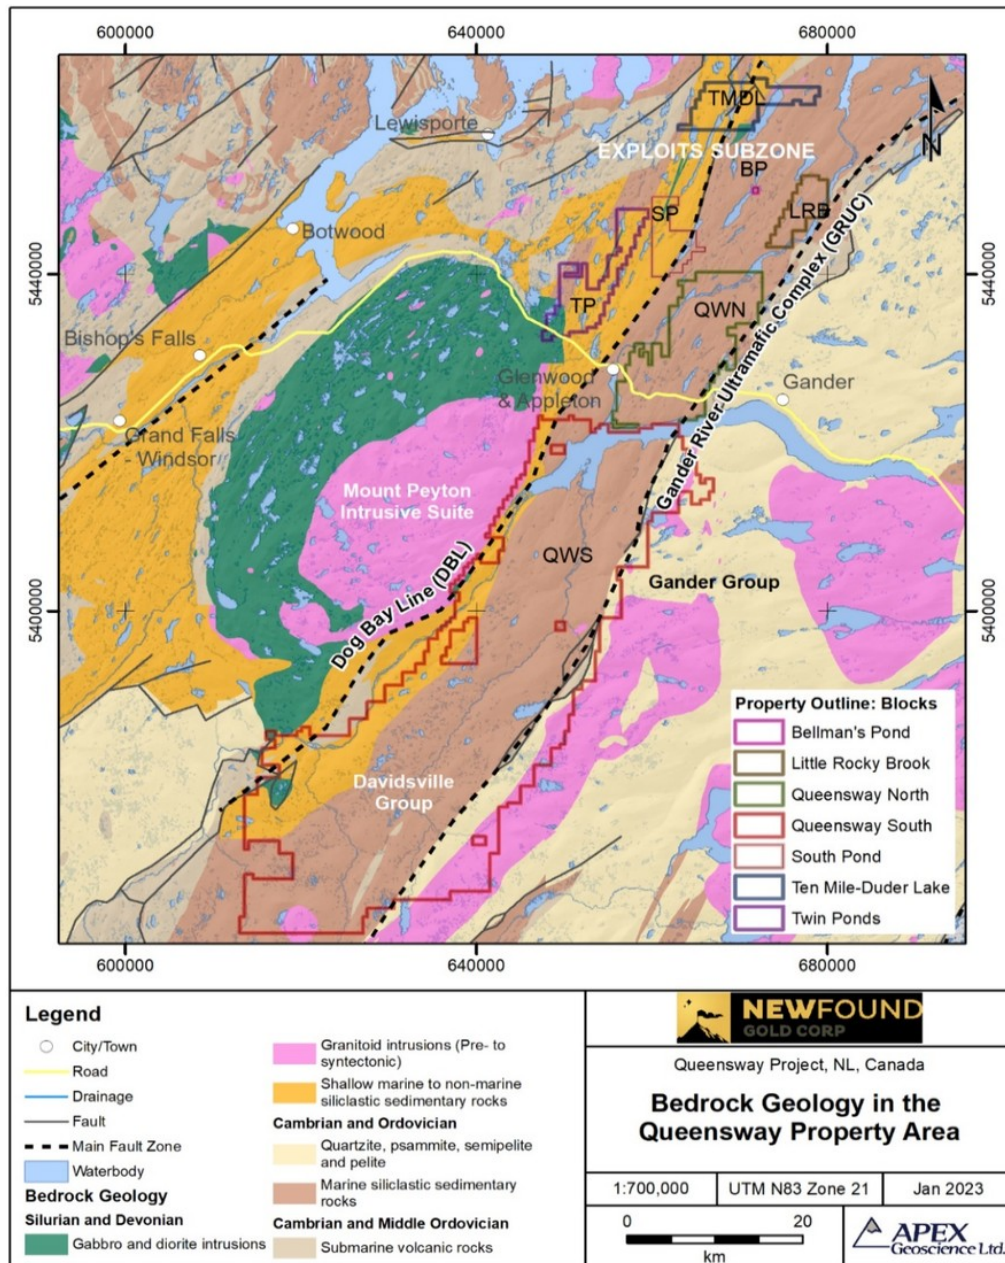 600000
640000
680000
TMDL
Lewisporte
EXPLOITS SUBZONE
N
BP
SP
LRB
Botwood
5440000
5440000
TP
QWN
Bishop's Falls
Glenwood
& Appleton
Gander
Grand Falls
- Windsor
Gander River Ultramafic Complex (GRUC)
Mount Peyton
Intrusive Suite
QWS
Gander Group
Dog Bay Line (DBL)
5400000
5400000
Davidsville
Group
Property Outline: Blocks
Bellman's Pond
Little Rocky Brook
Queensway North
Queensway South
South Pond
Ten Mile-Duder Lake
Twin Ponds
600000
640000
680000
Legend
City/Town
Road
Drainage
Fault
Main Fault Zone
Waterbody
Bedrock Geology
Silurian and Devonian
Gabbro and diorite intrusions
Granitoid intrusions (Pre- to
syntectonic)
Shallow marine to non-marine
siliclastic sedimentary rocks
Cambrian and Ordovician
Quartzite, psammite, semipelite
and pelite
Marine siliclastic sedimentary
rocks
Cambrian and Middle Ordovician
Submarine volcanic rocks
NEWFOUND
GOLD CORP
Queensway Project, NL, Canada
Bedrock Geology in the
Queensway Property Area
1:700,000
UTM N83 Zone 21
Jan 2023
0
20
km
APEX
Geoscience Ltd.